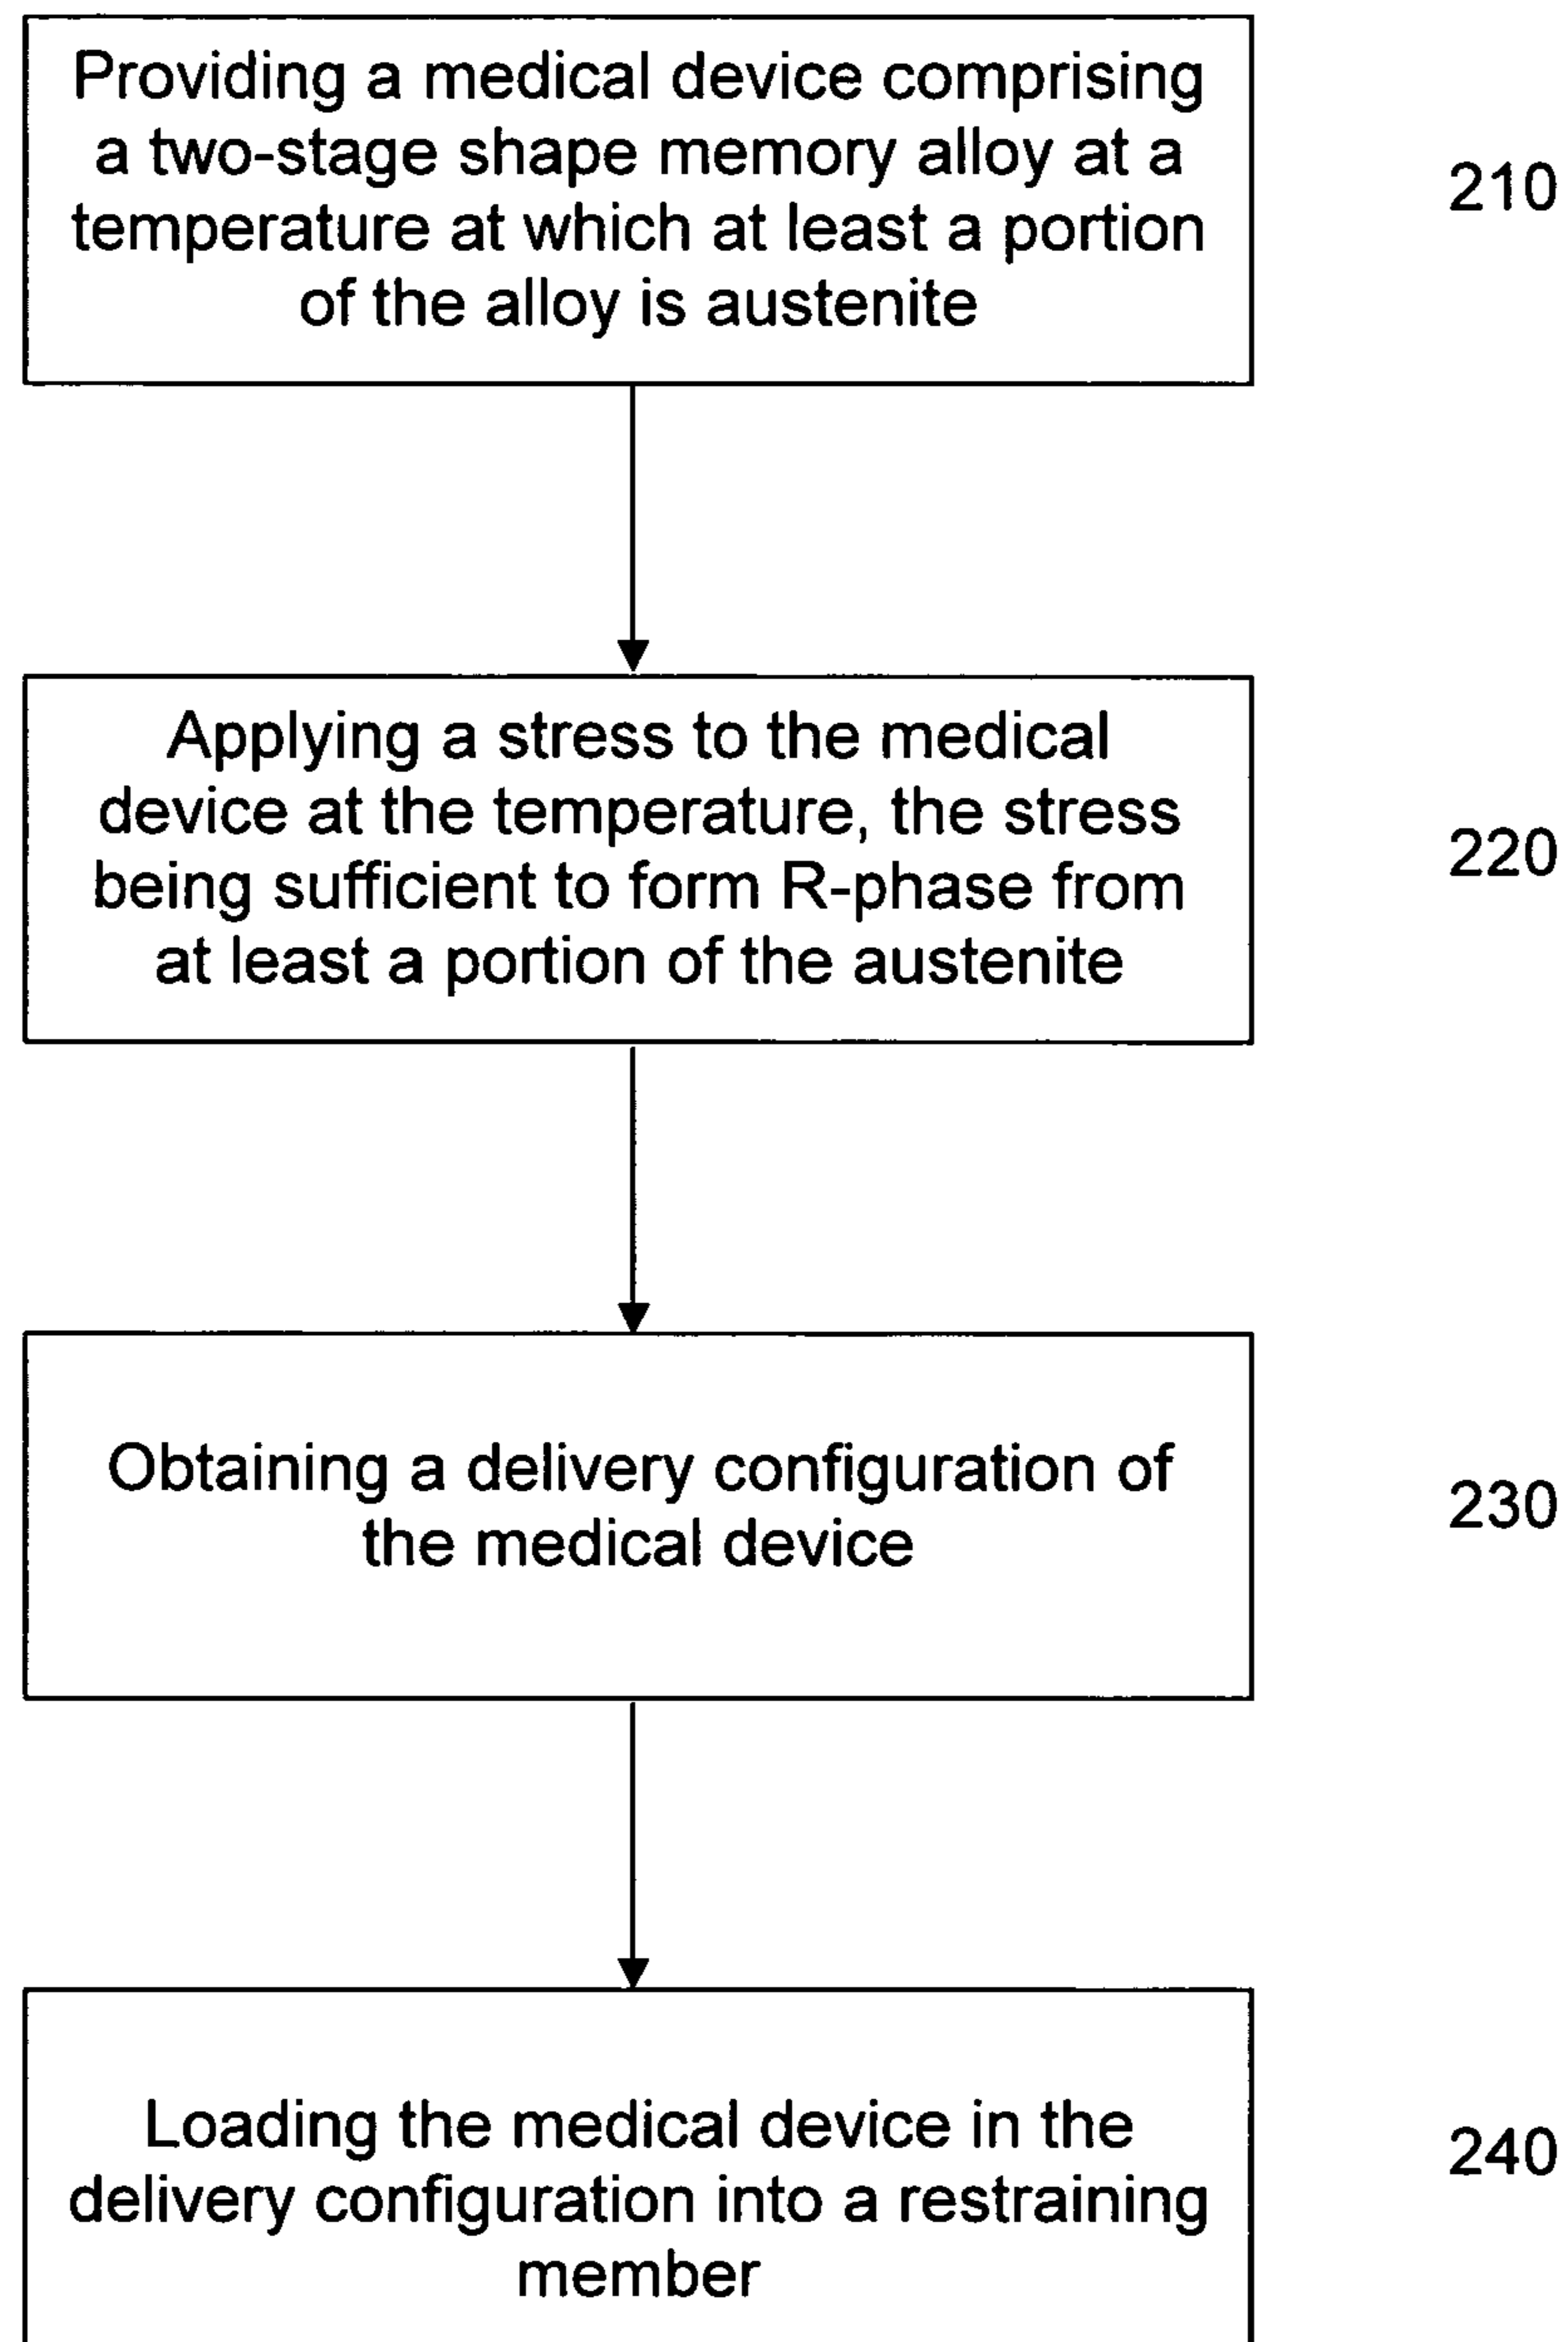 Providing a medical device comprising
a two-stage shape memory alloy at a
temperature at which at least a portion
of the alloy is austenite
210
Applying a stress to the medical
device at the temperature, the stress
being sufficient to form R-phase from
at least a portion of the austenite
220
Obtaining a delivery configuration of
the medical device
230
Loading the medical device in the
delivery configuration into a restraining
member
240